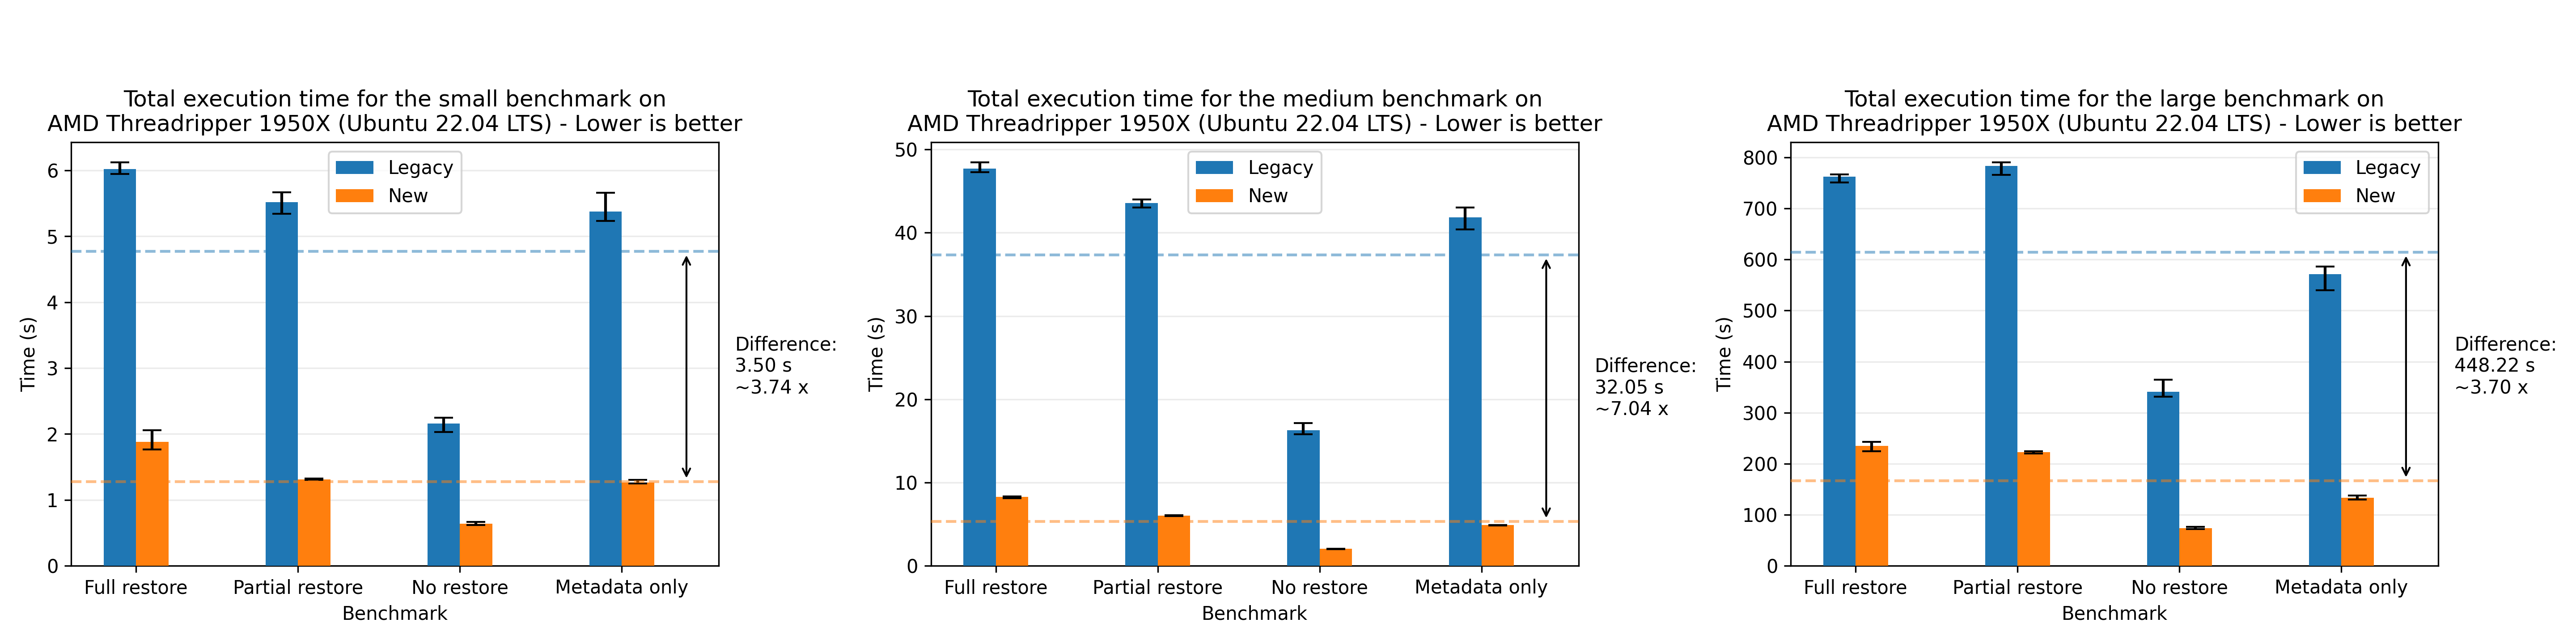 Total execution time for the small benchmark on
AMD Threadripper 1950X (Ubuntu 22.04 LTS) - Lower is better
Legacy
New
6
5
4
3
2
1
0
Time (s)
Full restore
Partial restore
No restore
Metadata only
Benchmark
Difference:
3.50 s
~3.74 x
Total execution time for the medium benchmark on
AMD Threadripper 1950X (Ubuntu 22.04 LTS) - Lower is better
Legacy
New
50
40
30
20
10
0
Time (s)
Full restore
Partial restore
No restore
Metadata only
Benchmark
Difference:
32.05 s
~7.04 x
Total execution time for the large benchmark on
AMD Threadripper 1950X (Ubuntu 22.04 LTS) - Lower is better
Legacy
New
800
700
600
500
400
300
200
100
0
Time (s)
Full restore
Partial restore
No restore
Metadata only
Benchmark
Difference:
448.22 s
~3.70 x